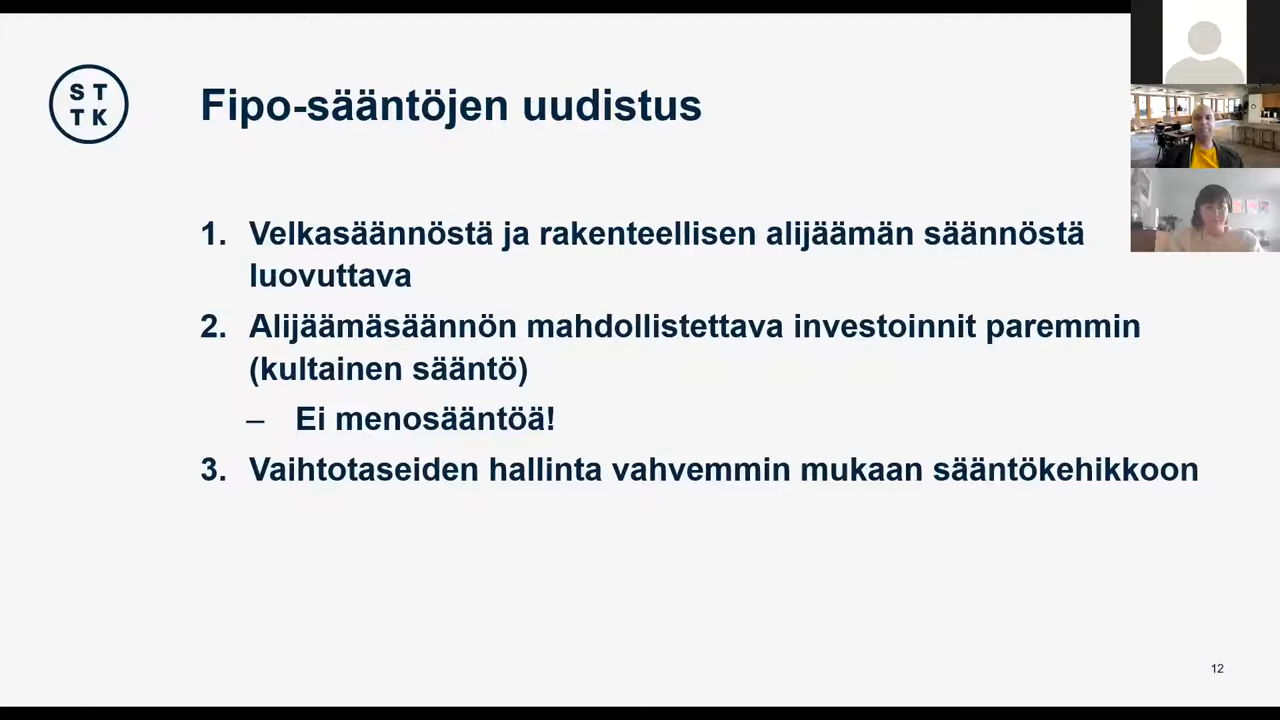 S T
T K
Fipo-sääntöjen uudistus
1. Velkasäännöstä ja rakenteellisen alijäämän säännöstä
luovuttava
2. Alijäämäsäännön mahdollistettava investoinnit paremmin
(kultainen sääntö)
– Ei menosääntöä!
3. Vaihtotaseiden hallinta vahvemmin mukaan sääntökehikkoon
12